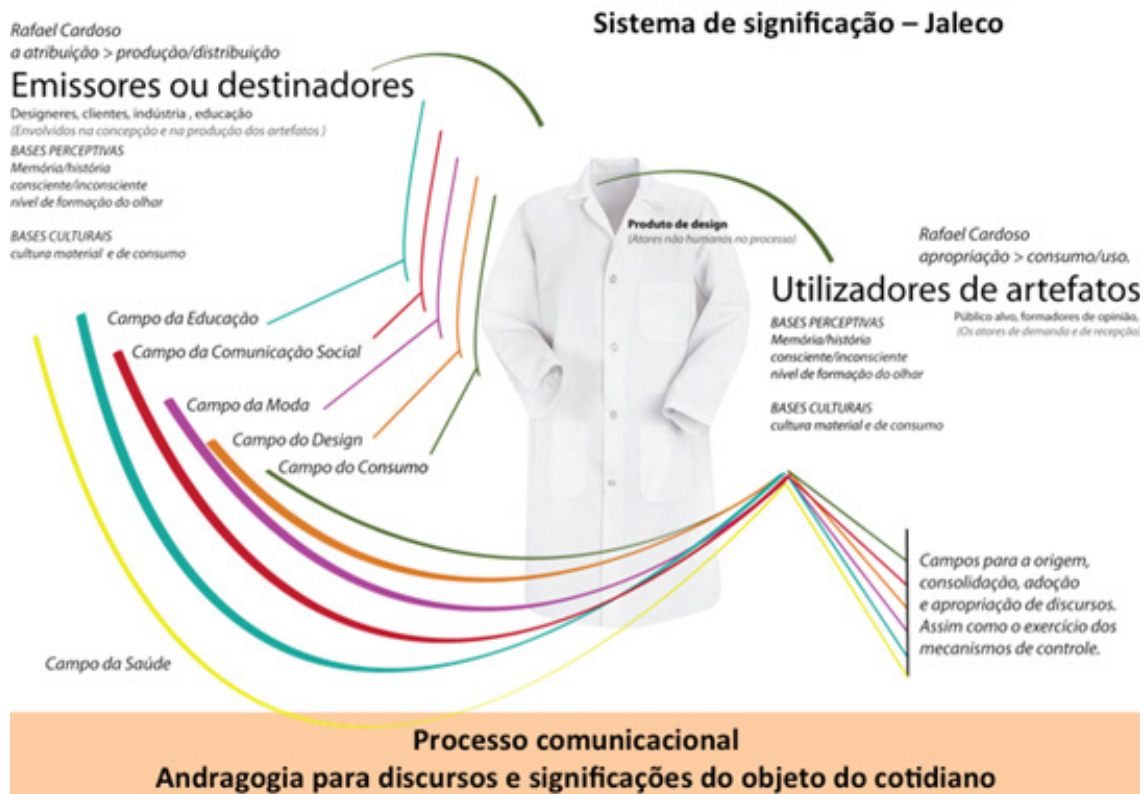 Sistema de significação – Jaleco
Rafael Cardoso
a atribuição > produção/distribuição
Emissores ou destinadores
Designeres, clientes, indústria , educação
(Envolvidos na concepção e na produção dos artefatos )
BASES PERCEPTIVAS
Memória/história
consciente/inconsciente
nível de formação do olhar
BASES CULTURAIS
cultura material e de consumo
Produto de design
(Atores não humanos no processo)
Rafael Cardoso
apropriação > consumo/uso.
Utilizadores de artefatos
Público alvo, formadores de opinião,
(Os atores de demanda e de recepção)
BASES PERCEPTIVAS
Memória/história
consciente/inconsciente
nível de formação do olhar
BASES CULTURAIS
cultura material e de consumo
Campo da Educação
Campo da Comunicação Social
Campo da Moda
Campo do Design
Campo do Consumo
Campo da Saúde
Campos para a origem,
consolidação, adoção
e apropriação de discursos.
Assim como o exercício dos
mecanismos de controle.
Processo comunicacional
Andragogia para discursos e significações do objeto do cotidiano